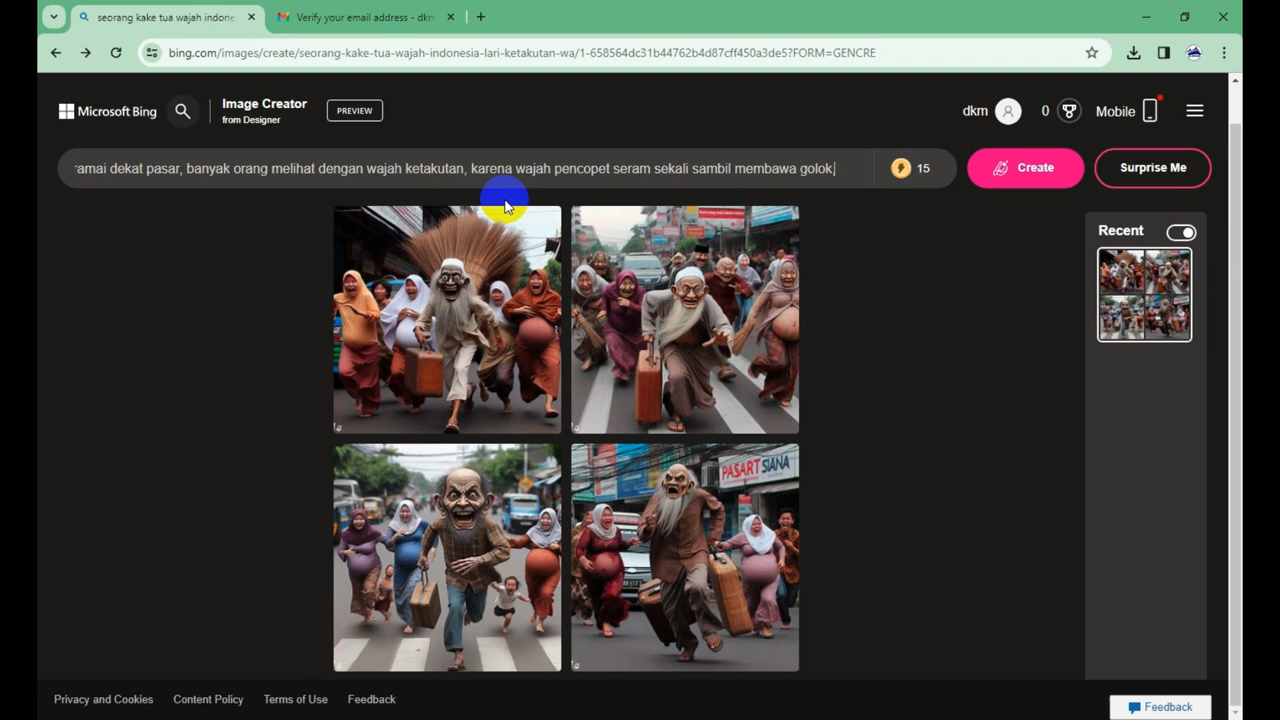 seorang kake tua wajah indone
Verify your email address - dkm
bing.com/images/create/seorang-kake-tua-wajah-indonesia-lari-ketakutan-wa/1-658564dc31b44762b4d87cff450a3de5?FORM=GENCRE
Microsoft Bing
Image Creator
from Designer
PREVIEW
dkm
0
Mobile
ramai dekat pasar, banyak orang melihat dengan wajah ketakutan, karena wajah pencopet seram sekali sambil membawa golok,
15
Create
Surprise Me
Recent
PASART SIANA
Privacy and Cookies
Content Policy
Terms of Use
Feedback
Feedback